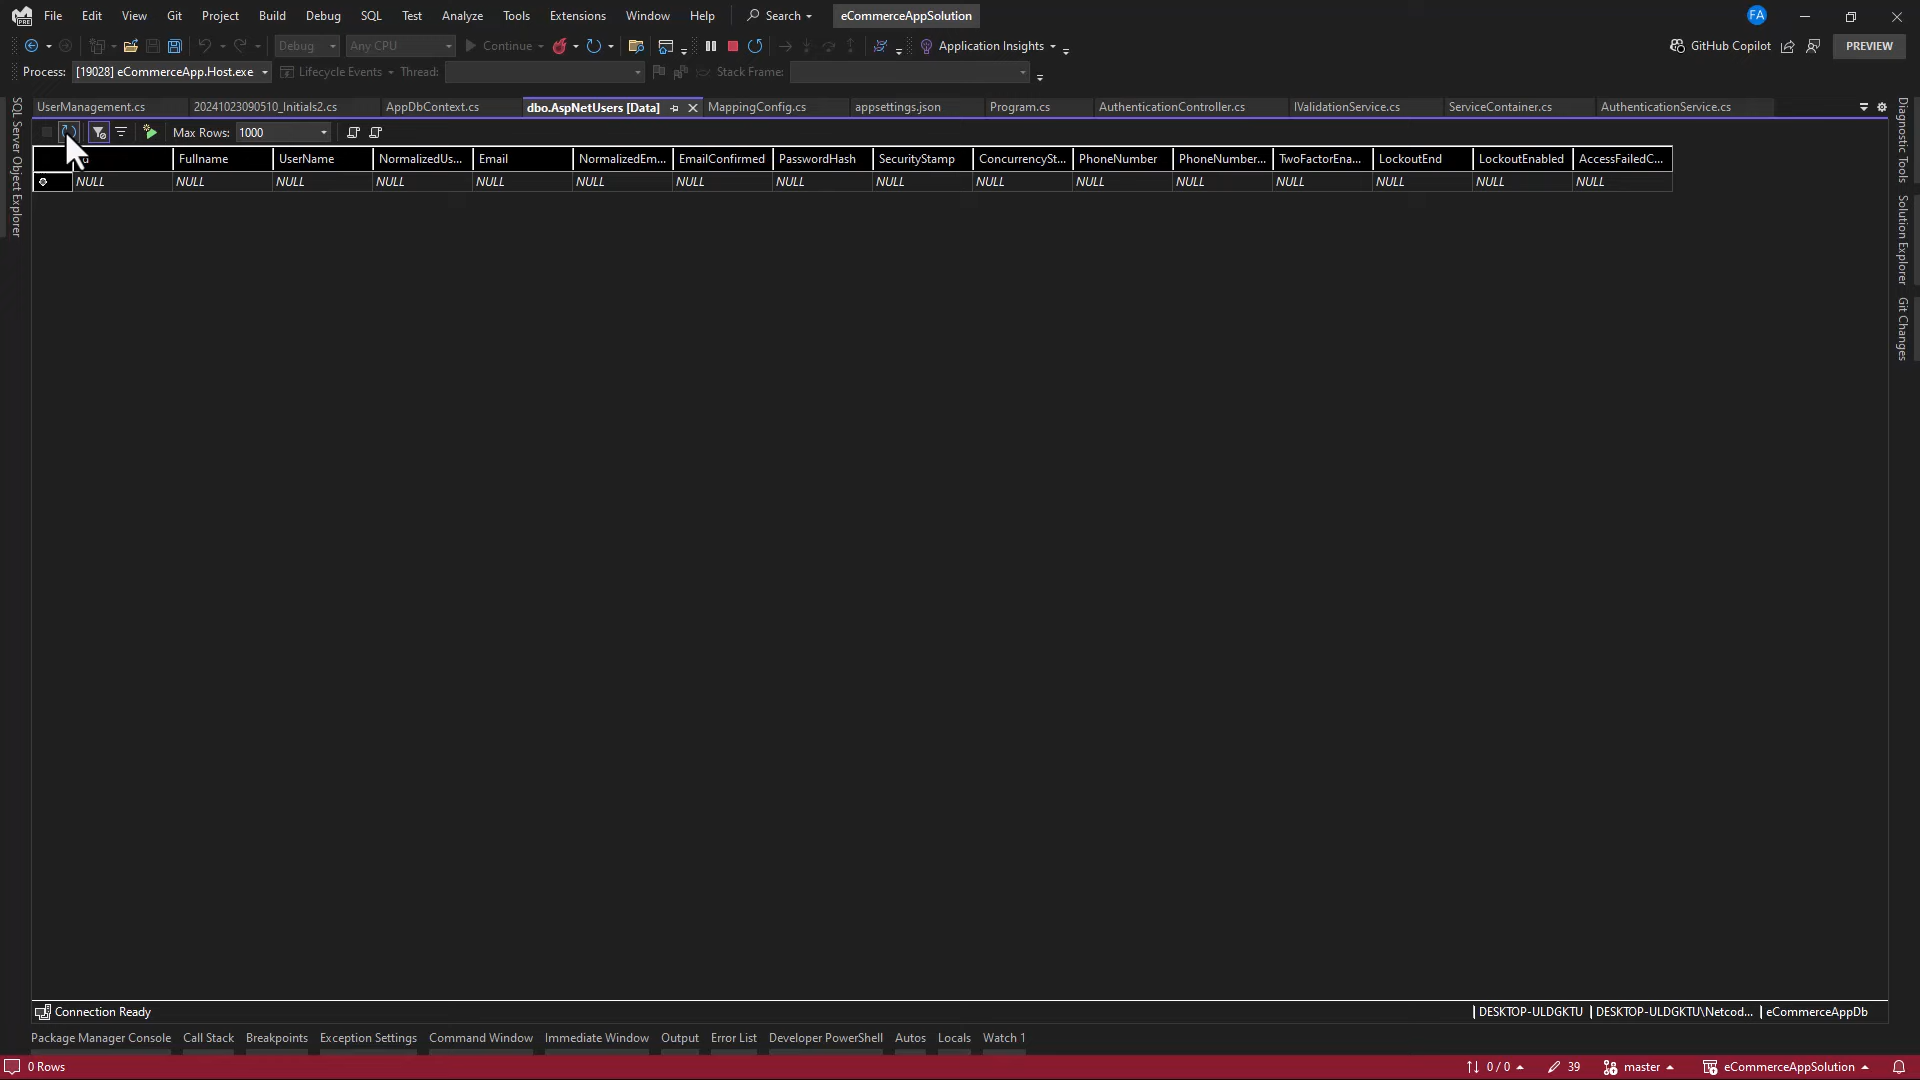 File Edit View Git Project Build Debug SQL Test Analyze Tools Extensions Window Help Search eCommerceAppSolution FA
Debug Any CPU Continue Application Insights GitHub Copilot PREVIEW
Process: [19028] eCommerceApp.Host.exe Lifecycle Events Thread: Stack Frame:
UserManagement.cs 20241023090510_Initials2.cs AppDbContext.cs dbo.AspNetUsers [Data] MappingConfig.cs appsettings.json Program.cs AuthenticationController.cs IValidationService.cs ServiceContainer.cs AuthenticationService.cs
SQL Server Object Explorer
Max Rows: 1000
Fullname UserName NormalizedUs... Email NormalizedEm... EmailConfirmed PasswordHash SecurityStamp ConcurrencySt... PhoneNumber PhoneNumber... TwoFactorEna... LockoutEnd LockoutEnabled AccessFailedC...
NULL NULL NULL NULL NULL NULL NULL NULL NULL NULL NULL NULL NULL NULL NULL NULL
Diagnostic Tools
Solution Explorer
Git Changes
Connection Ready DESKTOP-ULDGKTU DESKTOP-ULDGKTU\Netcod... eCommerceAppDb
Package Manager Console Call Stack Breakpoints Exception Settings Command Window Immediate Window Output Error List Developer PowerShell Autos Locals Watch 1
0 Rows 0 / 0 39 master eCommerceAppSolution